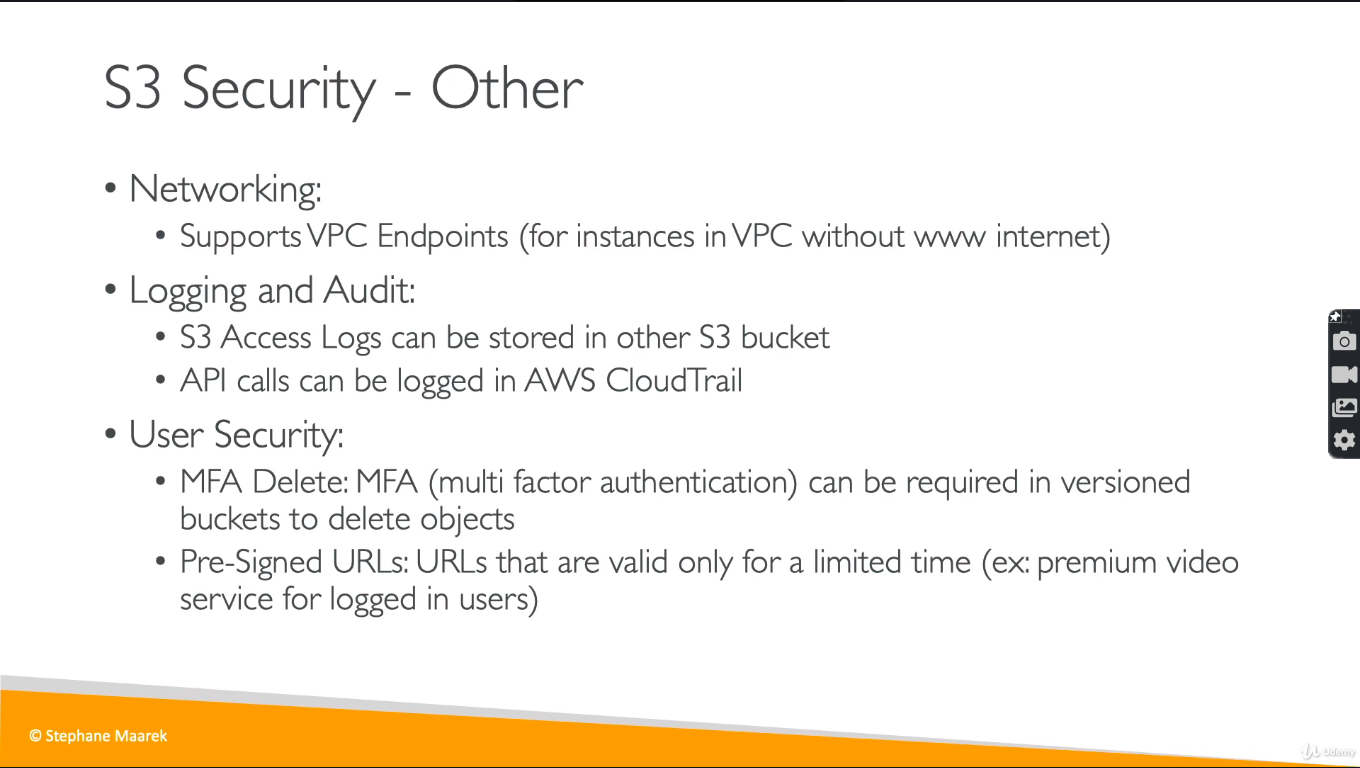 S3 Security - Other
• Networking:
• Supports VPC Endpoints (for instances in VPC without www internet)
• Logging and Audit:
• S3 Access Logs can be stored in other S3 bucket
• API calls can be logged in AWS CloudTrail
• User Security:
• MFA Delete: MFA (multi factor authentication) can be required in versioned
buckets to delete objects
• Pre-Signed URLs: URLs that are valid only for a limited time (ex: premium video
service for logged in users)
© Stephane Maarek
Udemy